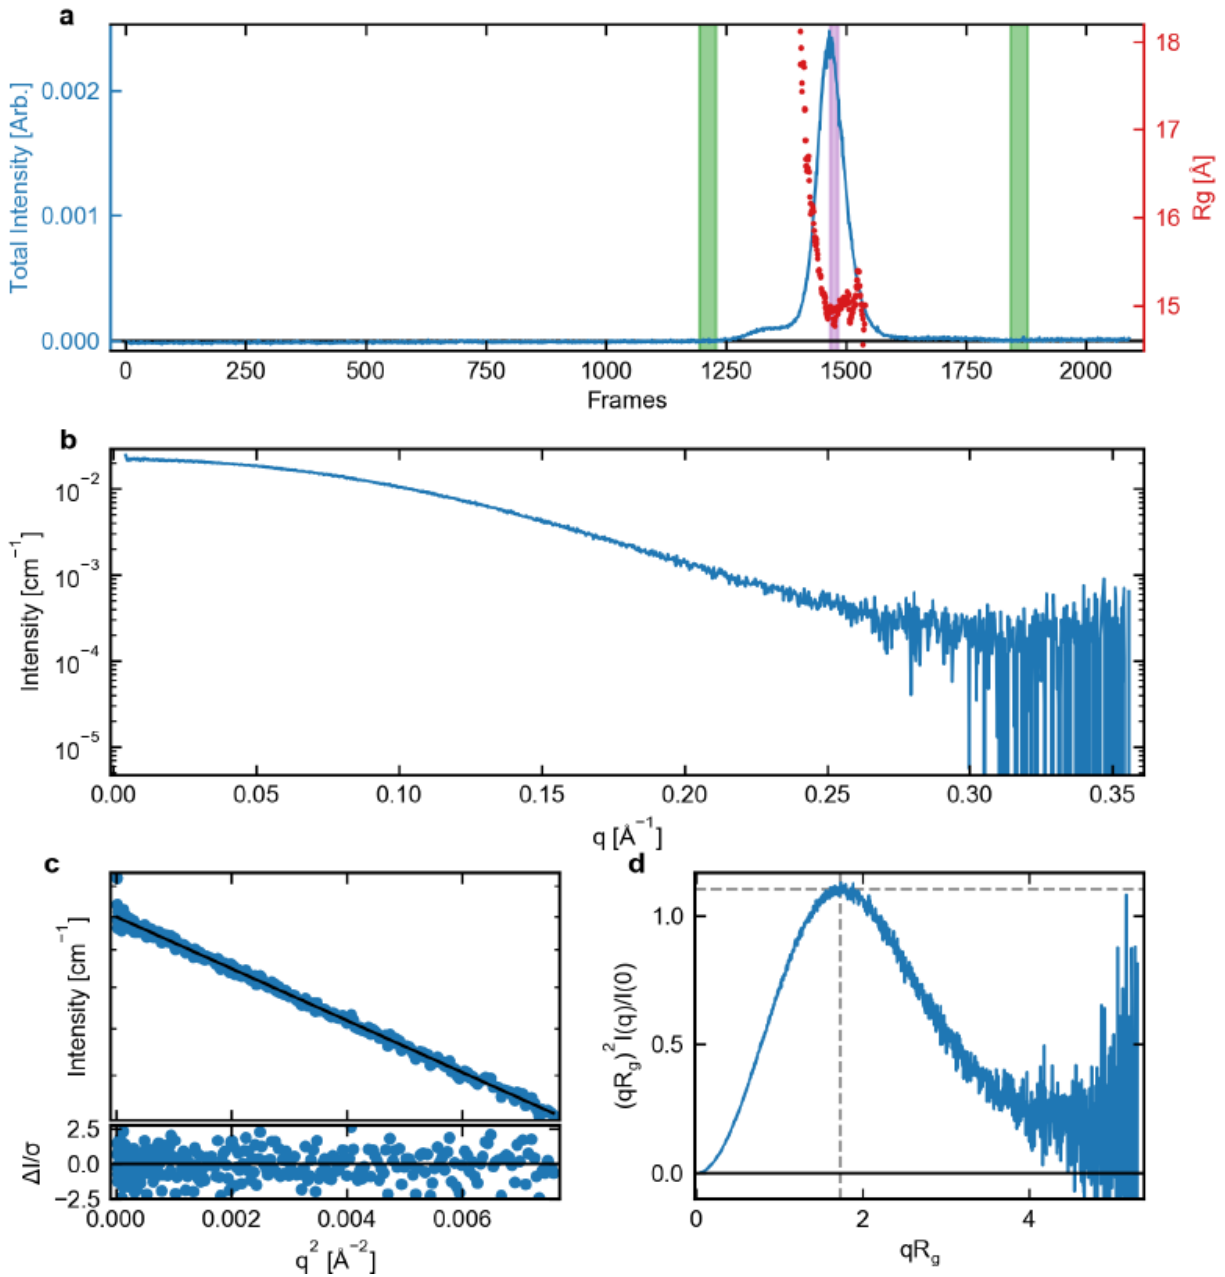 a
Total Intensity [Arb.]
0.002
0.001
0.000
18
17
16
15
Rg [Å]
0 250 500 750 1000 1250 1500 1750 2000
Frames
b
Intensity [cm⁻¹]
10⁻²
10⁻³
10⁻⁴
10⁻⁵
0.00 0.05 0.10 0.15 0.20 0.25 0.30 0.35
q [Å⁻¹]
c
Intensity [cm⁻¹]
ΔI/σ
2.5
0.0
−2.5
0.000 0.002 0.004 0.006
q² [Å⁻²]
d
(qR_g)² I(q)/I(0)
1.0
0.5
0.0
0 2 4
qR_g